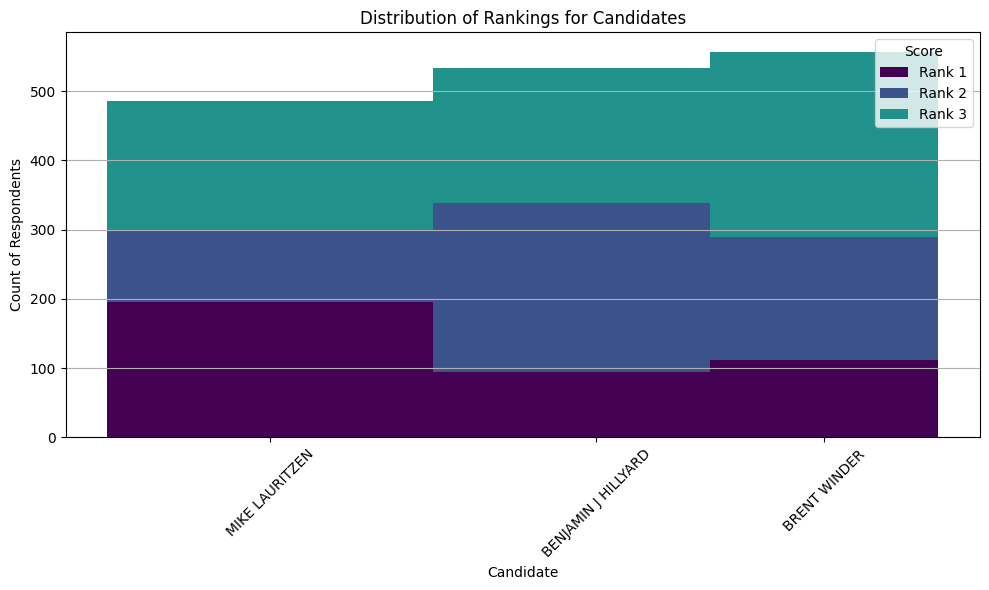 Distribution of Rankings for Candidates
Score
Rank 1
Rank 2
Rank 3
Count of Respondents
500
400
300
200
100
0
MIKE LAURITZEN
BENJAMIN J HILLYARD
BRENT WINDER
Candidate